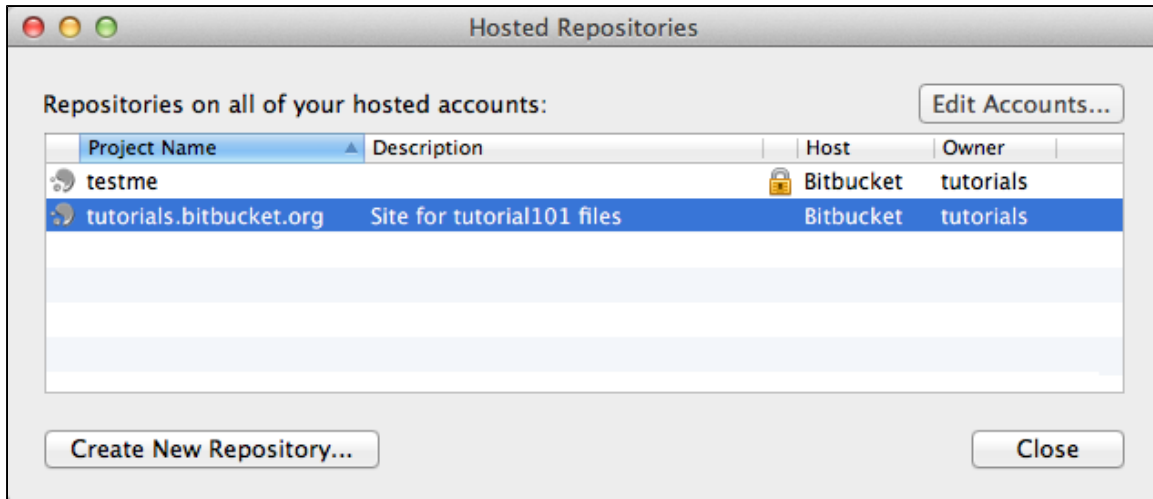 Hosted Repositories
Repositories on all of your hosted accounts:
Edit Accounts...
Project Name Description Host Owner
testme Bitbucket tutorials
tutorials.bitbucket.org Site for tutorial101 files Bitbucket tutorials
Create New Repository... Close